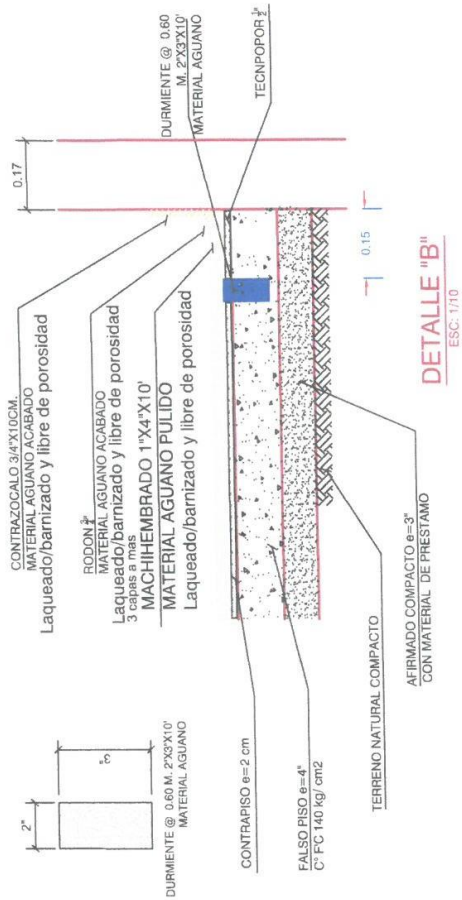 2"
3"
DURMIENTE @ 0.60 M. 2"X3"X10'
MATERIAL AGUANO
CONTRAZOCALO 3/4"X10CM.
MATERIAL AGUANO ACABADO
Laqueado/barnizado y libre de porosidad
RODON 3/4"
MATERIAL AGUANO ACABADO
Laqueado/barnizado y libre de porosidad
3 capas a mas
MACHIHEMBRADO 1"X4"X10'
MATERIAL AGUANO PULIDO
Laqueado/barnizado y libre de porosidad
0.17
DURMIENTE @ 0.60
M. 2"X3"X10'
MATERIAL AGUANO
TECNPOPOR 1/2"
CONTRAPISO e=2 cm
FALSO PISO e=4"
C° F'C 140 kg/ cm2
TERRENO NATURAL COMPACTO
AFIRMADO COMPACTO e=3"
CON MATERIAL DE PRESTAMO
0.15
DETALLE "B"
ESC: 1/10